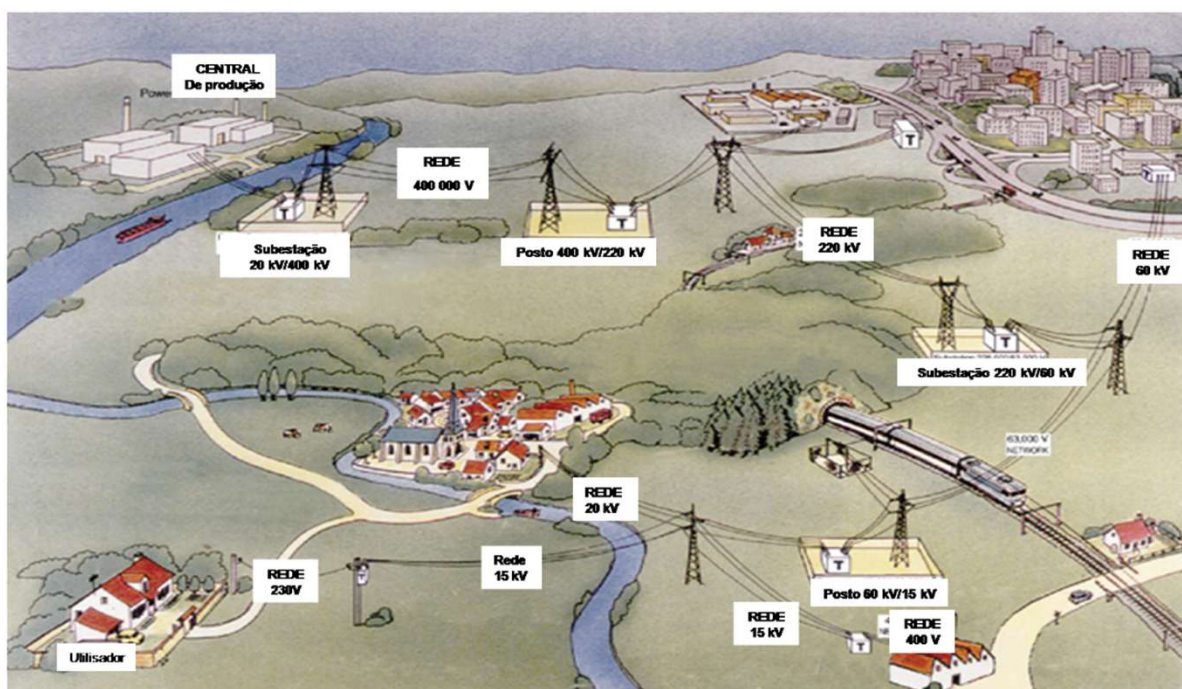 CENTRAL
De produção
Powe
REDE
400 000 V
T
T
T
Subestação
20 kV/400 kV
Posto 400 kV/220 kV
REDE
220 kV
REDE
60 kV
T
Subestação 220 kV/60 kV
63,000 V
NETWORK
REDE
20 kV
Rede
15 kV
REDE
230V
T
T
Posto 60 kV/15 kV
REDE
15 kV
T
REDE
400 V
Utilisador